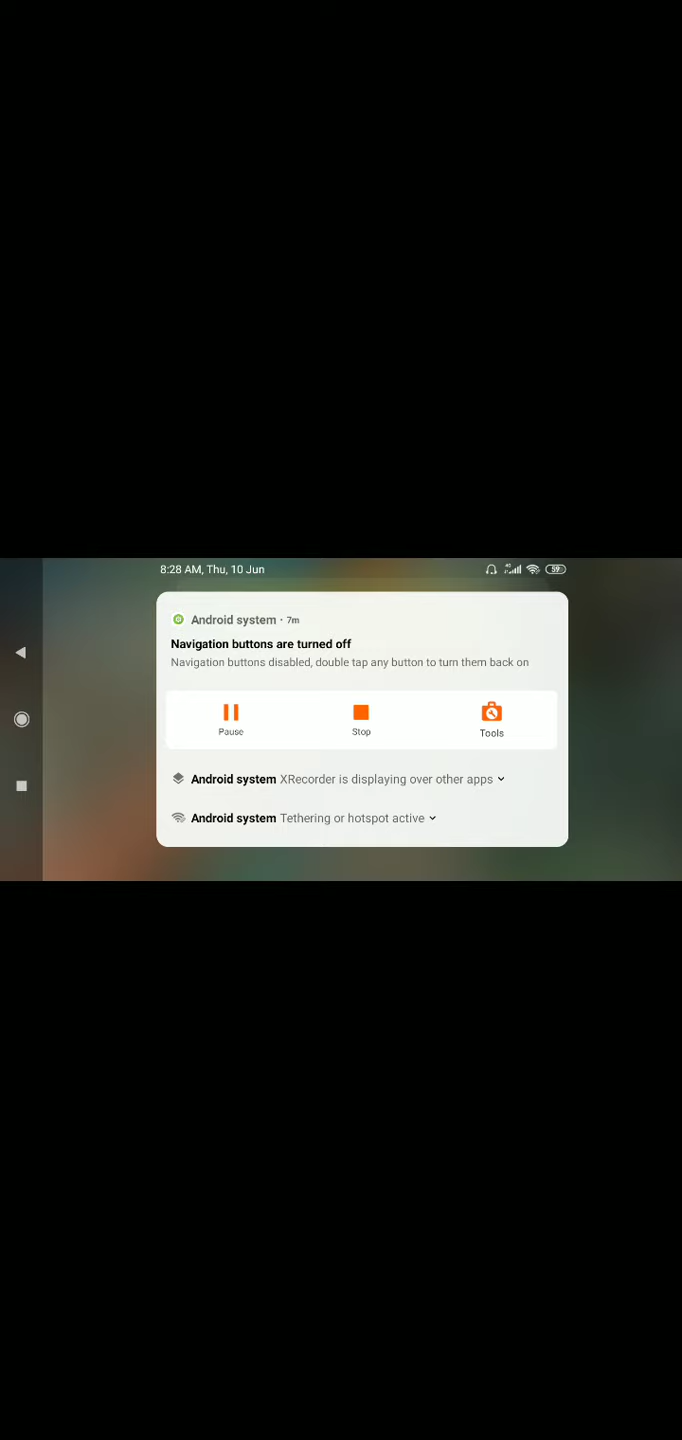 8:28 AM, Thu, 10 Jun
59
Android system · 7m
Navigation buttons are turned off
Navigation buttons disabled, double tap any button to turn them back on
Pause Stop Tools
Android system XRecorder is displaying over other apps
Android system Tethering or hotspot active